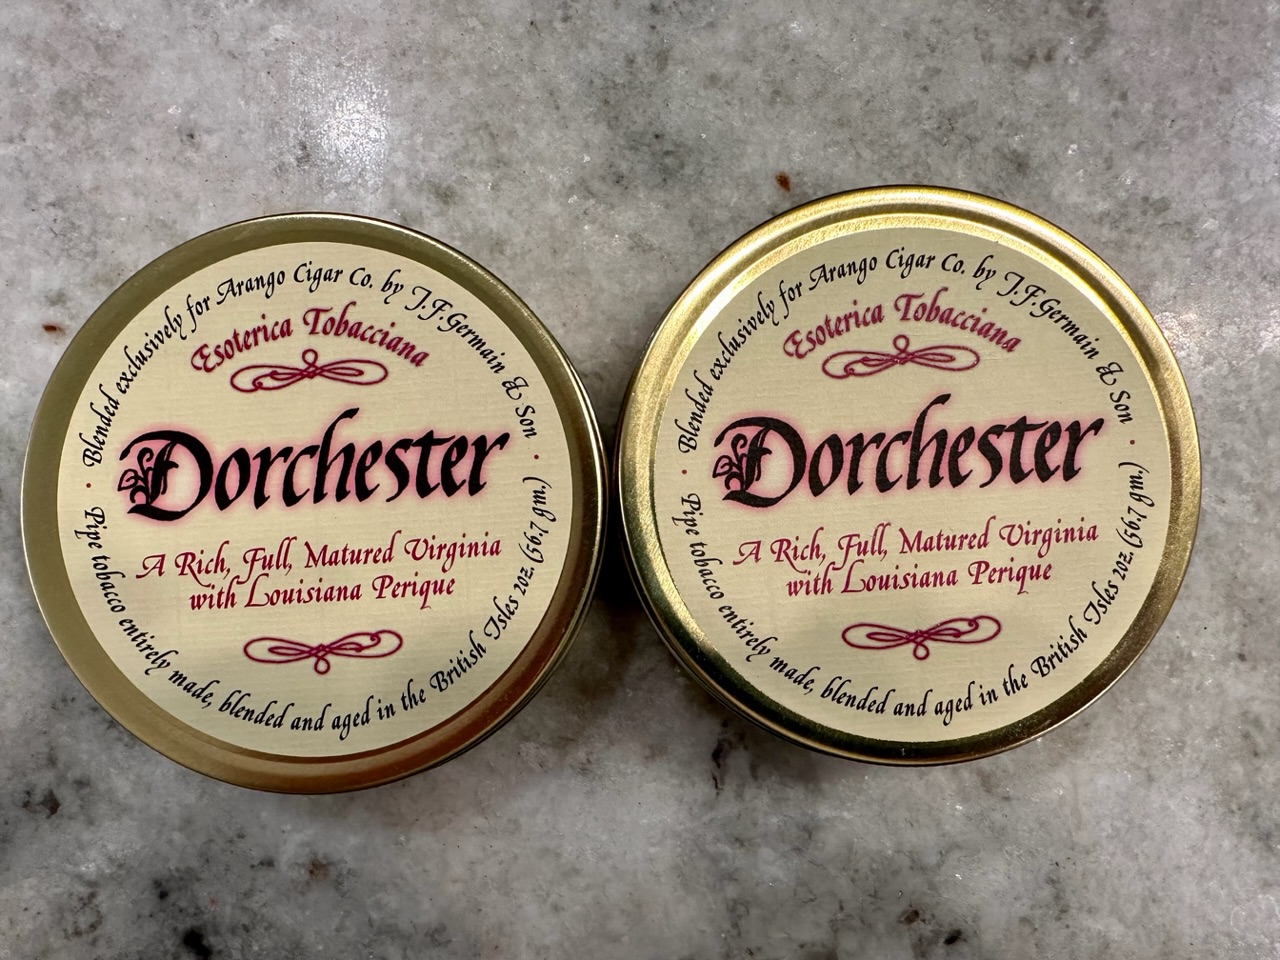 Blended exclusively for Arango Cigar Co. by J.F.Germain & Son
Esoterica Tobacciana
Dorchester
A Rich, Full, Matured Virginia
with Louisiana Perique
Pipe tobacco entirely made, blended and aged in the British Isles 2oz. (56.7 gm.)
Blended exclusively for Arango Cigar Co. by J.F.Germain & Son
Esoterica Tobacciana
Dorchester
A Rich, Full, Matured Virginia
with Louisiana Perique
Pipe tobacco entirely made, blended and aged in the British Isles 2oz. (56.7 gm.)